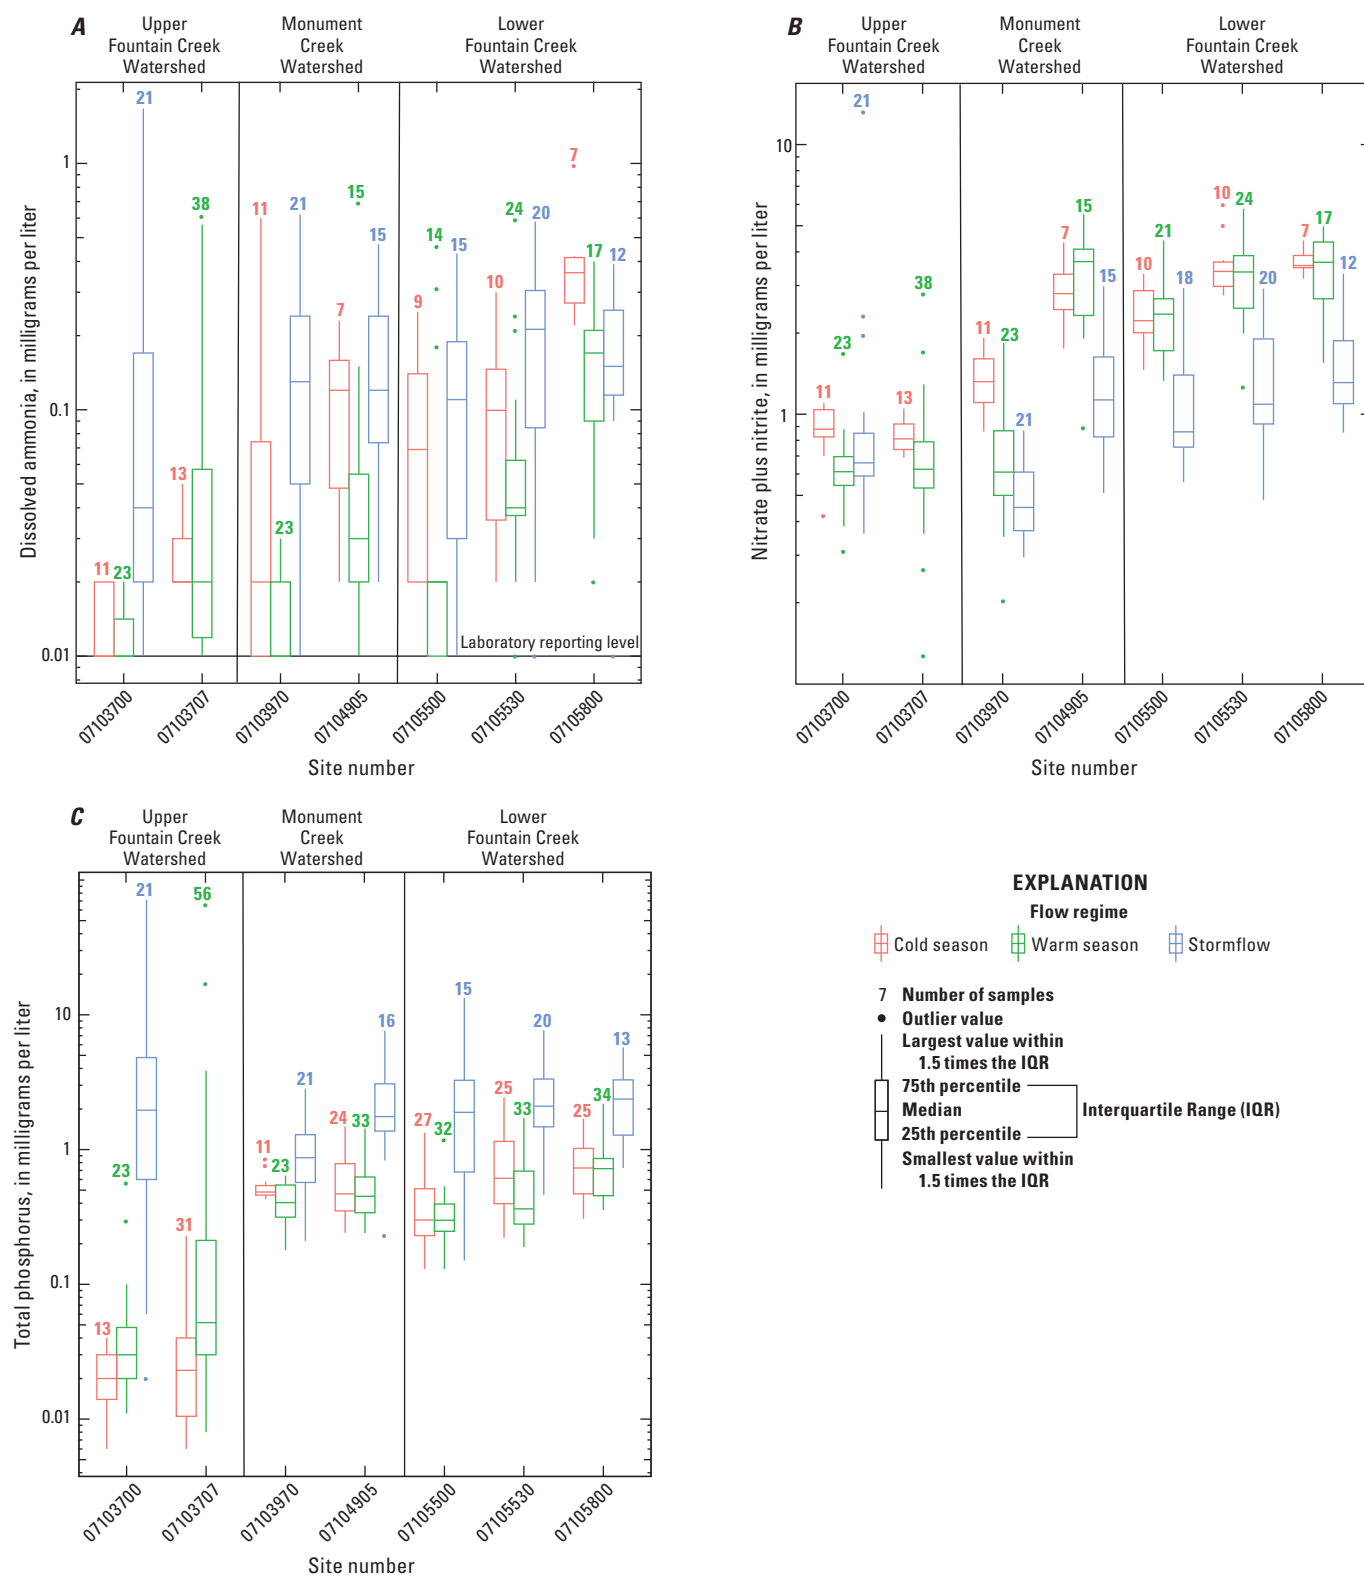 A
Upper
Fountain Creek
Watershed
Monument
Creek
Watershed
Lower
Fountain Creek
Watershed
Dissolved ammonia, in milligrams per liter
1
0.1
0.01
11
23
21
13
38
11
23
21
7
15
15
9
14
15
10
24
20
7
17
12
Laboratory reporting level
07103700
07103707
07103970
07104905
07105500
07105530
07105800
Site number
B
Upper
Fountain Creek
Watershed
Monument
Creek
Watershed
Lower
Fountain Creek
Watershed
Nitrate plus nitrite, in milligrams per liter
10
1
11
23
21
13
38
11
23
21
7
15
15
10
21
18
10
24
20
7
17
12
07103700
07103707
07103970
07104905
07105500
07105530
07105800
Site number
C
Upper
Fountain Creek
Watershed
Monument
Creek
Watershed
Lower
Fountain Creek
Watershed
Total phosphorus, in milligrams per liter
10
1
0.1
0.01
13
23
21
31
56
11
23
21
24
33
16
27
32
15
25
33
20
25
34
13
07103700
07103707
07103970
07104905
07105500
07105530
07105800
Site number
EXPLANATION
Flow regime
Cold season Warm season Stormflow
7 Number of samples
Outlier value
Largest value within
1.5 times the IQR
75th percentile
Median Interquartile Range (IQR)
25th percentile
Smallest value within
1.5 times the IQR